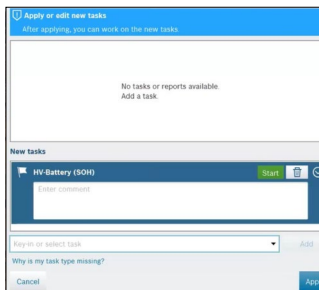 Apply or edit new tasks
After applying, you can work on the new tasks.
No tasks or reports available.
Add a task.
New tasks
HV-Battery (SOH)
Start
Enter comment
Key-in or select task
Add
Why is my task type missing?
Cancel
App